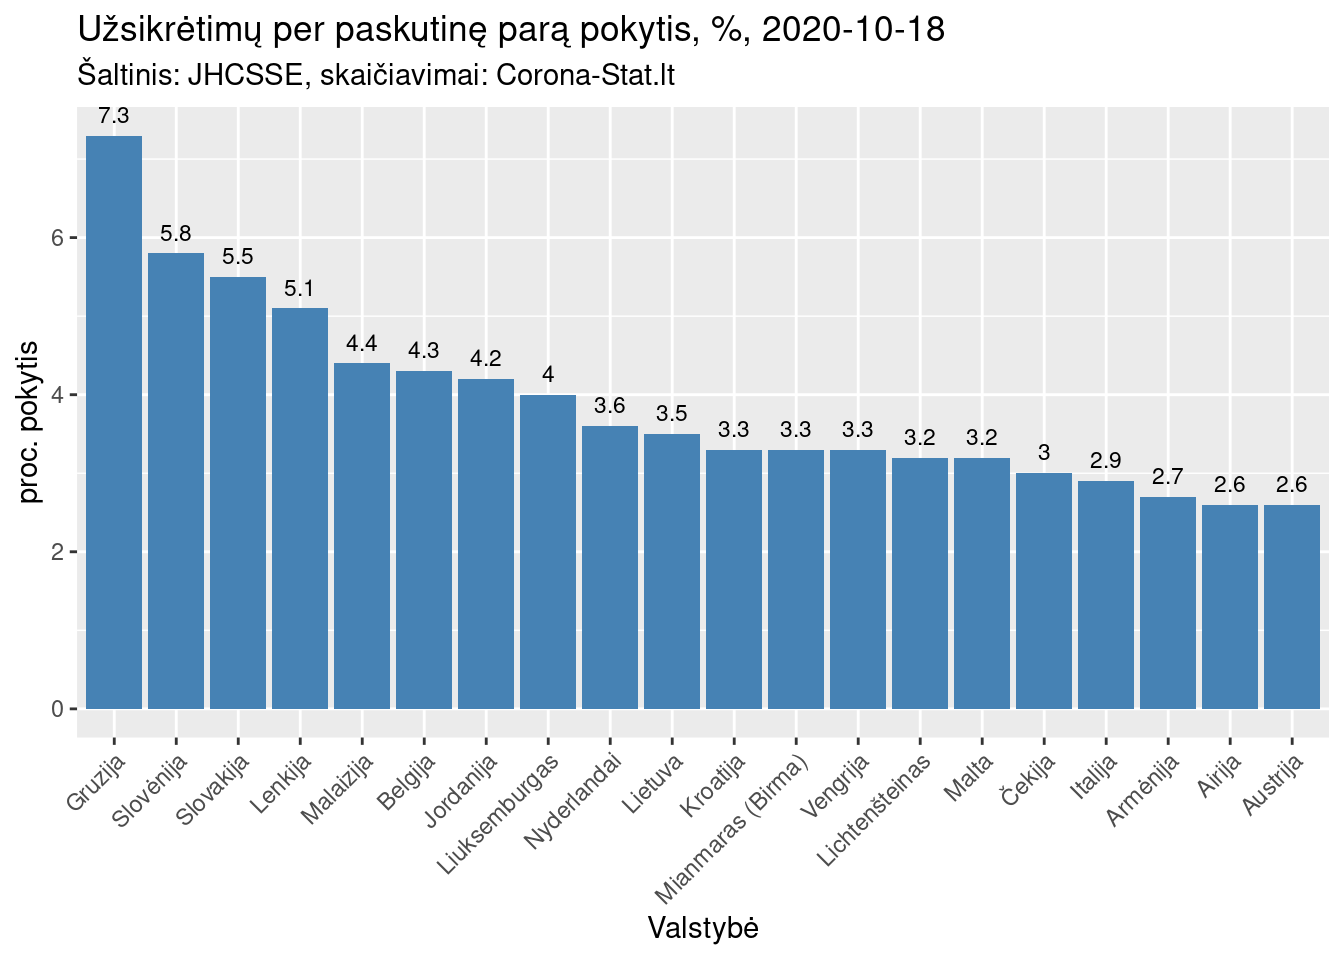 Užsikrėtimų per paskutinę parą pokytis, %, 2020-10-18
Šaltinis: JHCSSE, skaičiavimai: Corona-Stat.lt
7.3
5.8
5.5
5.1
4.4
4.3
4.2
4
3.6
3.5
3.3
3.3
3.3
3.2
3.2
3
2.9
2.7
2.6
2.6
proc. pokytis
6
4
2
0
Gruzija
Slovėnija
Slovakija
Lenkija
Malaizija
Belgija
Jordanija
Liuksemburgas
Nyderlandai
Lietuva
Kroatija
Mianmaras (Birma)
Vengrija
Lichtenšteinas
Malta
Čekija
Italija
Armėnija
Airija
Austrija
Valstybė